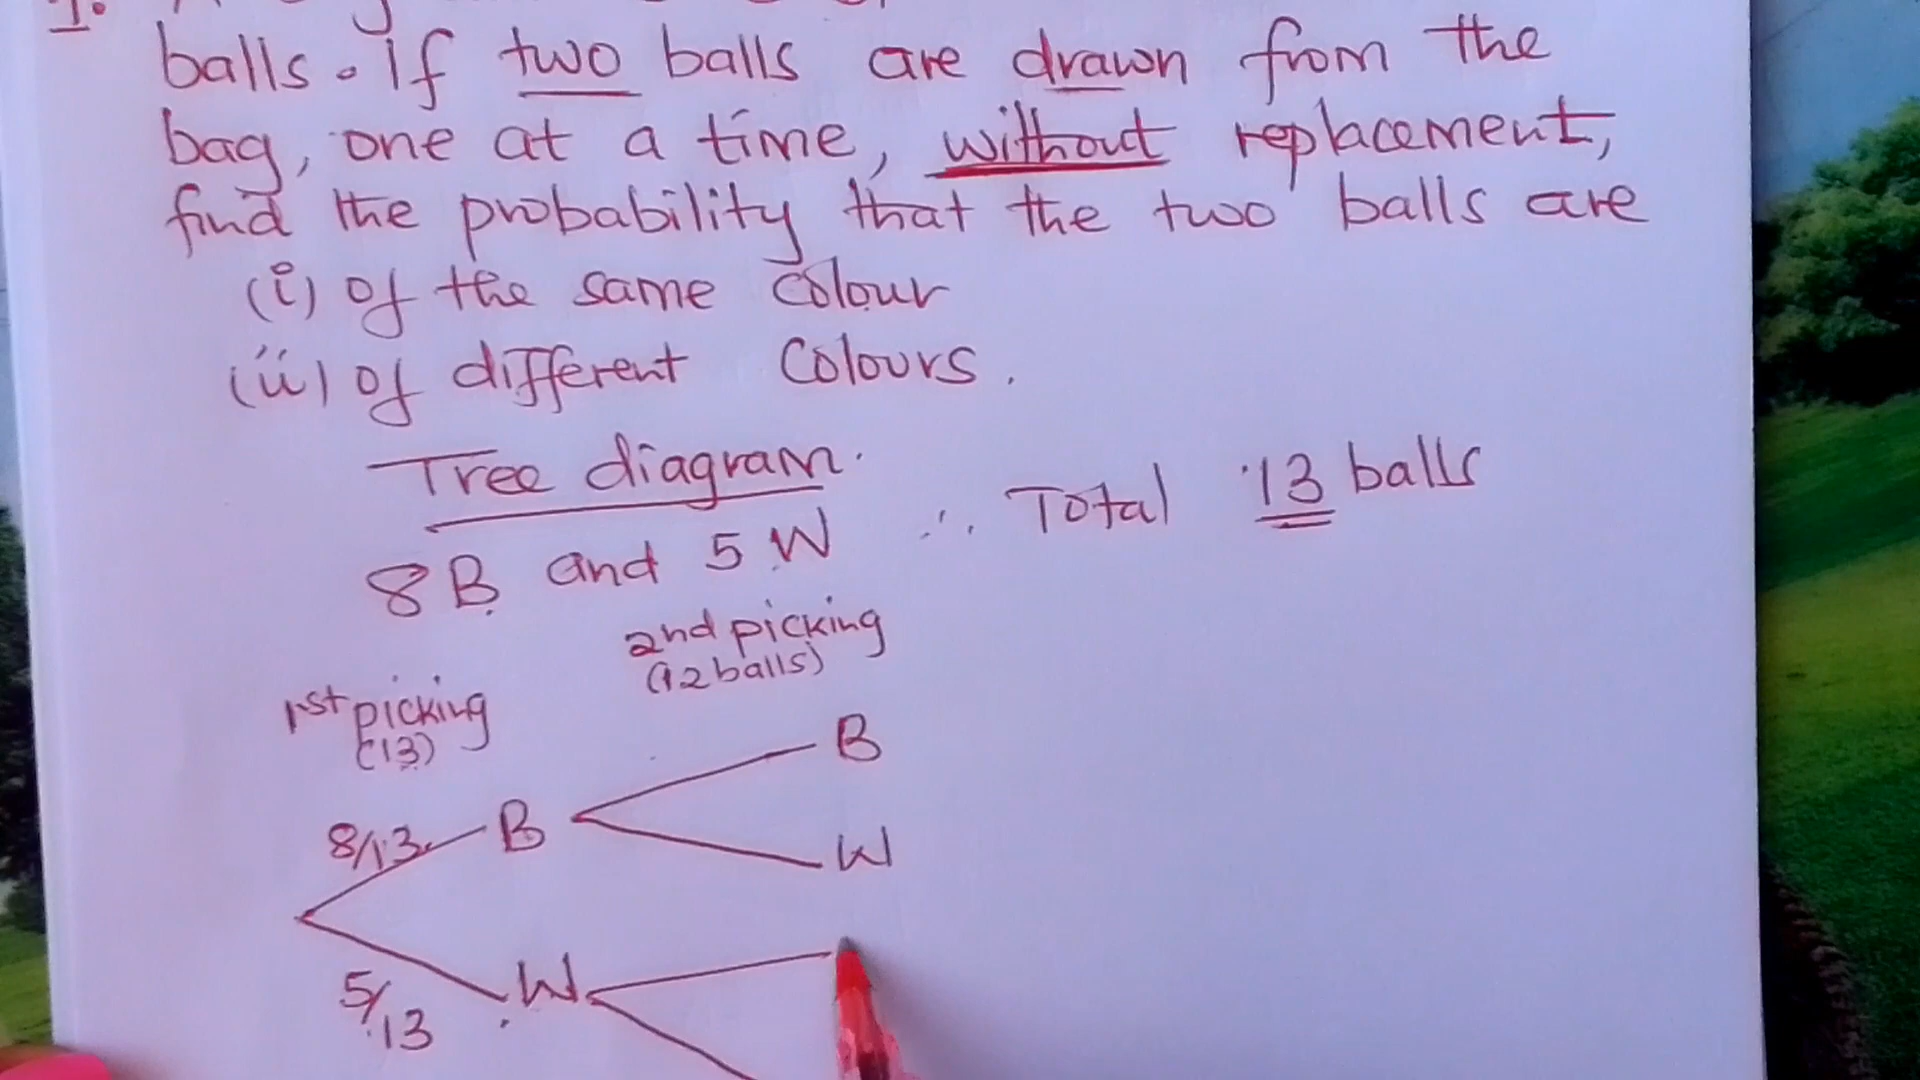 1.
balls. If two balls are drawn from the
bag, one at a time, without replacement,
find the probability that the two balls are
(i) of the same colour
(ii) of different colours.
Tree diagram.
8B and 5W ∴ Total 13 balls
2nd picking
(12 balls)
1st picking
(13)
B
8/13 B
W
5/13 W